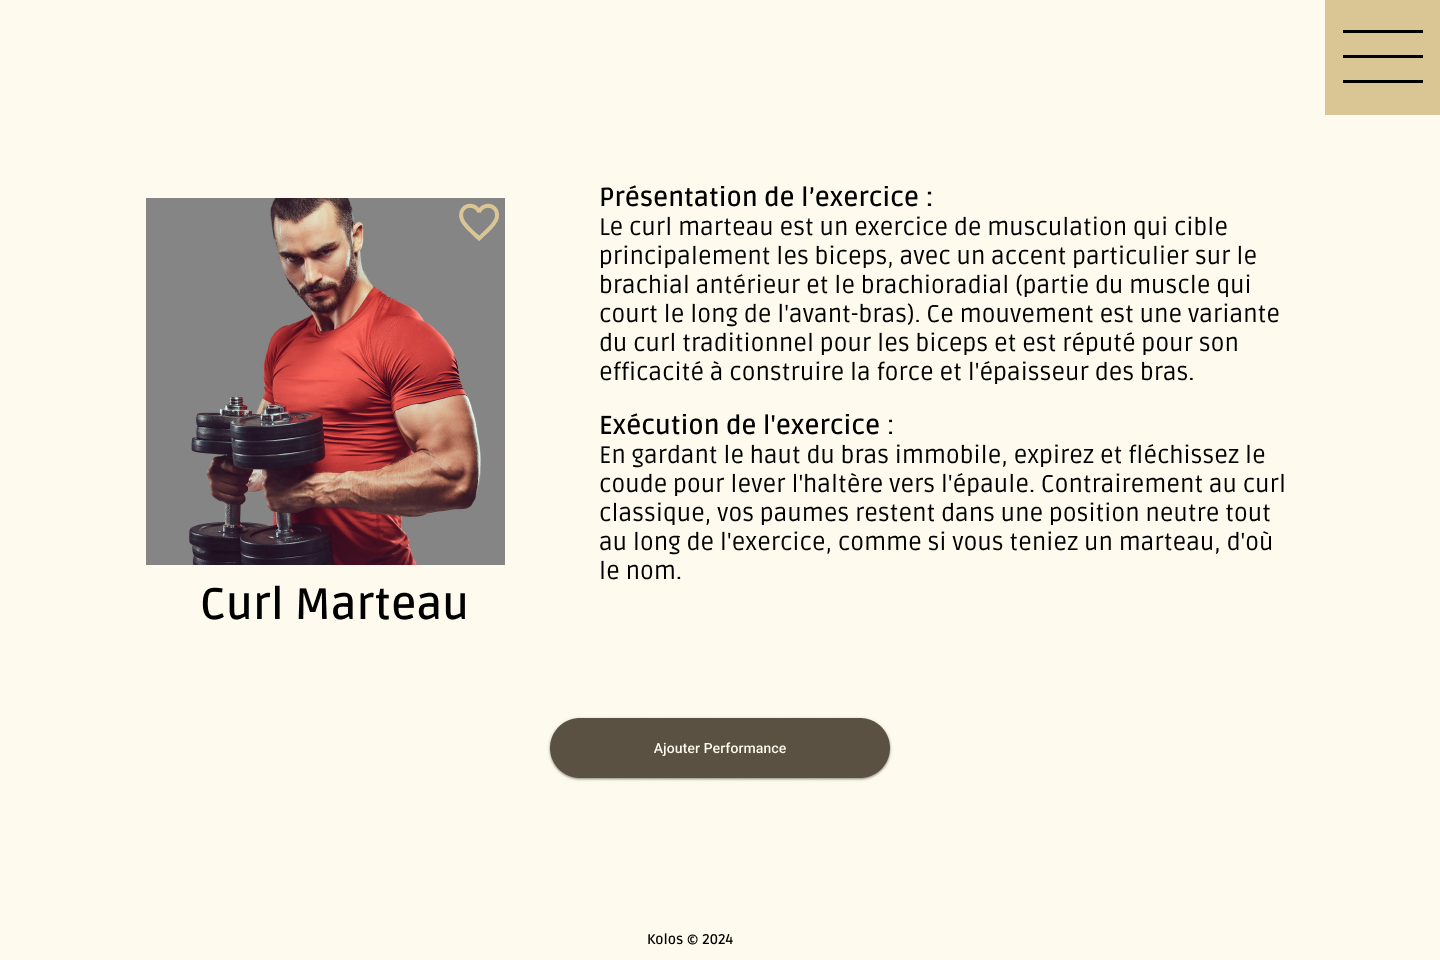 Présentation de l’exercice :
Le curl marteau est un exercice de musculation qui cible
principalement les biceps, avec un accent particulier sur le
brachial antérieur et le brachioradial (partie du muscle qui
court le long de l'avant-bras). Ce mouvement est une variante
du curl traditionnel pour les biceps et est réputé pour son
efficacité à construire la force et l'épaisseur des bras.
Exécution de l'exercice :
En gardant le haut du bras immobile, expirez et fléchissez le
coude pour lever l'haltère vers l'épaule. Contrairement au curl
classique, vos paumes restent dans une position neutre tout
au long de l'exercice, comme si vous teniez un marteau, d'où
le nom.
Curl Marteau
Ajouter Performance
Kolos © 2024